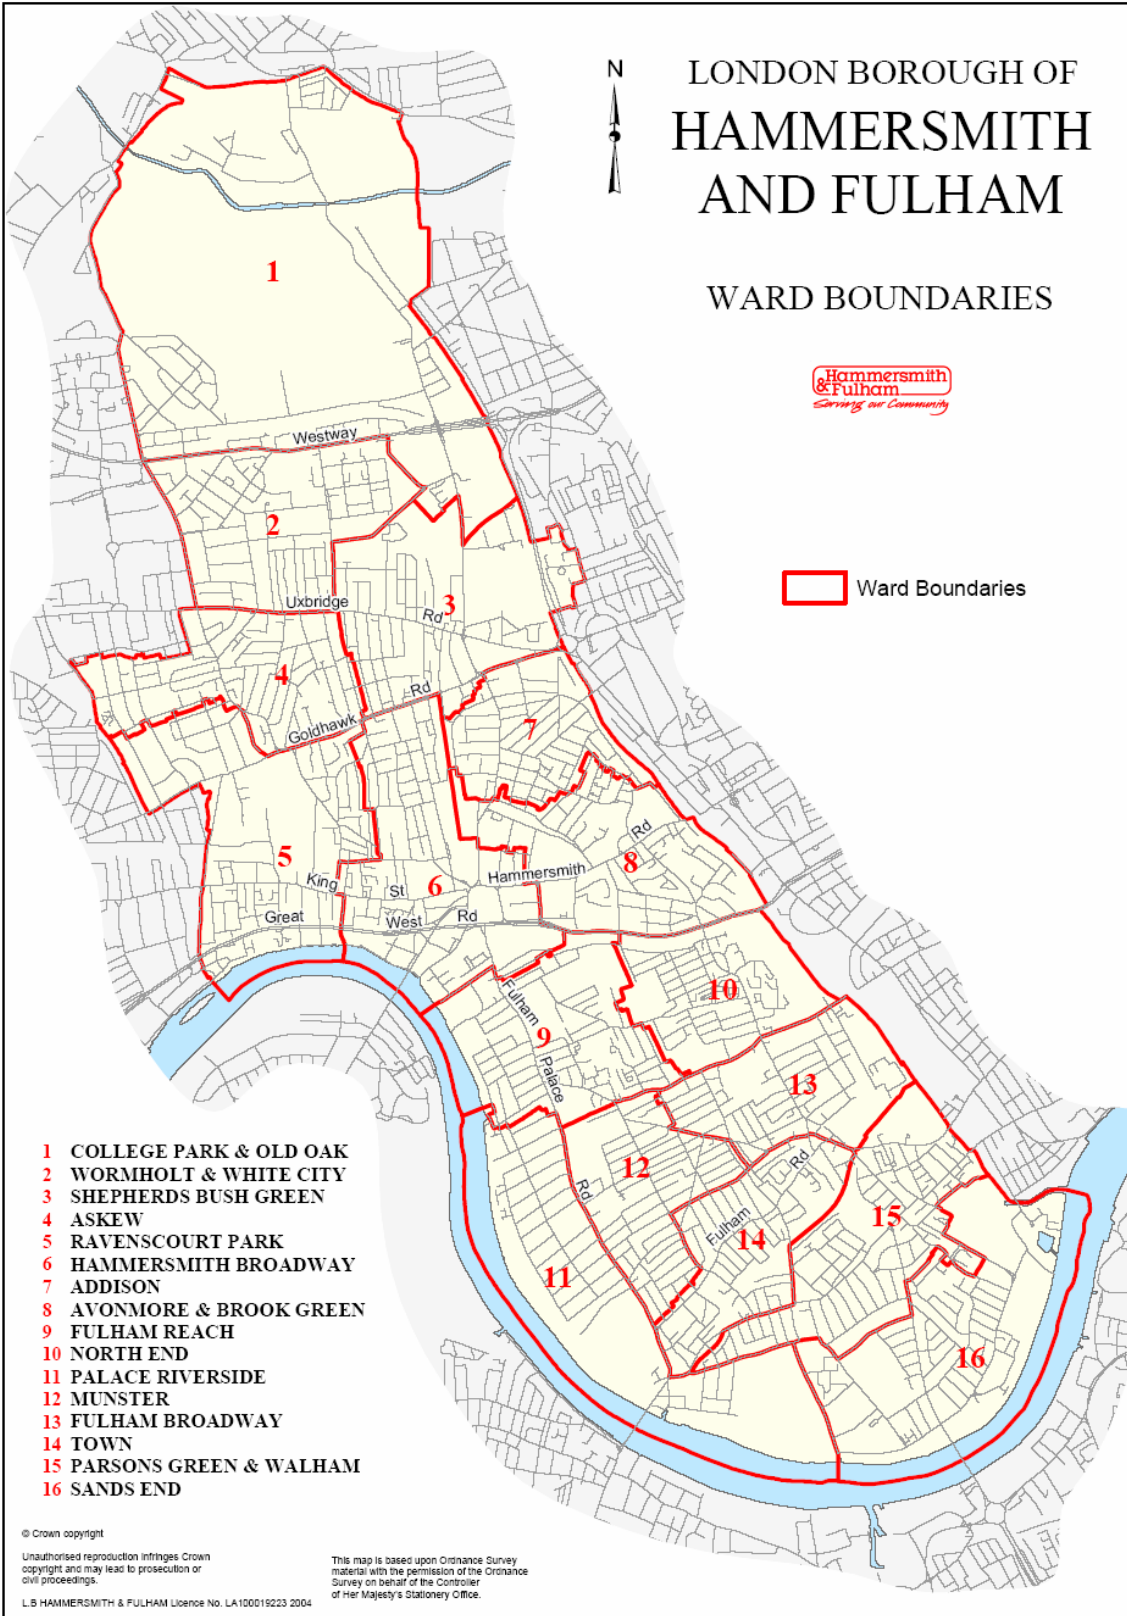 N
LONDON BOROUGH OF
HAMMERSMITH
AND FULHAM
WARD BOUNDARIES
Hammersmith
&Fulham
Serving our Community
Ward Boundaries
1
Westway
2
Uxbridge
Rd
3
4
Rd
Goldhawk
7
5
King
St
6
Hammersmith
Rd
8
Great
West
Rd
Fulham
9
Palace
10
13
12
Rd
Rd
Fulham
14
15
11
16
1 COLLEGE PARK & OLD OAK
2 WORMHOLT & WHITE CITY
3 SHEPHERDS BUSH GREEN
4 ASKEW
5 RAVENSCOURT PARK
6 HAMMERSMITH BROADWAY
7 ADDISON
8 AVONMORE & BROOK GREEN
9 FULHAM REACH
10 NORTH END
11 PALACE RIVERSIDE
12 MUNSTER
13 FULHAM BROADWAY
14 TOWN
15 PARSONS GREEN & WALHAM
16 SANDS END
© Crown copyright
Unauthorised reproduction infringes Crown
copyright and may lead to prosecution or
civil proceedings.
L.B HAMMERSMITH & FULHAM Licence No. LA100019223 2004
This map is based upon Ordnance Survey
material with the permission of the Ordnance
Survey on behalf of the Controller
of Her Majesty's Stationery Office.